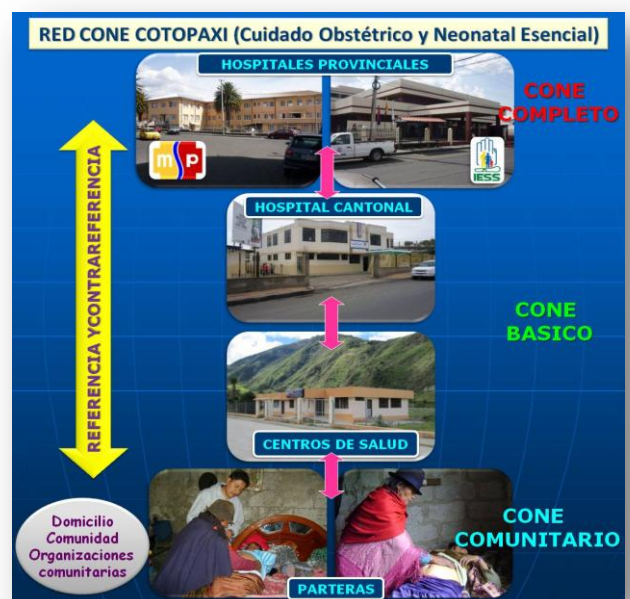 RED CONE COTOPAXI (Cuidado Obstétrico y Neonatal Esencial)
HOSPITALES PROVINCIALES
CONE
COMPLETO
msp
IESS
HOSPITAL CANTONAL
REFERENCIA YCONTRAREFERENCIA
CONE
BASICO
CENTROS DE SALUD
Domicilio
Comunidad
Organizaciones
comunitarias
CONE
COMUNITARIO
PARTERAS